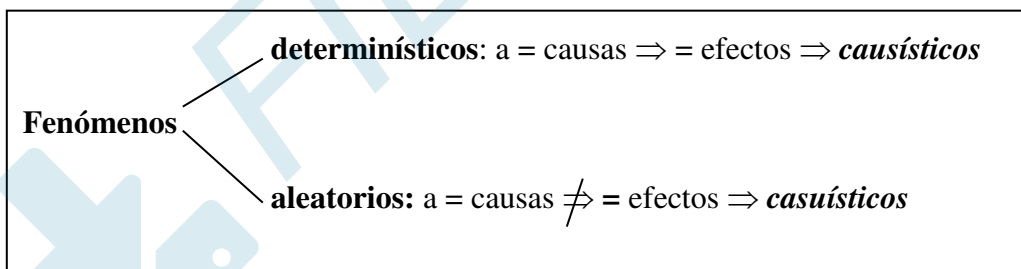 determinísticos: a = causas ⇒ = efectos ⇒ causísticos
Fenómenos
aleatorios: a = causas ⇏ = efectos ⇒ casuísticos